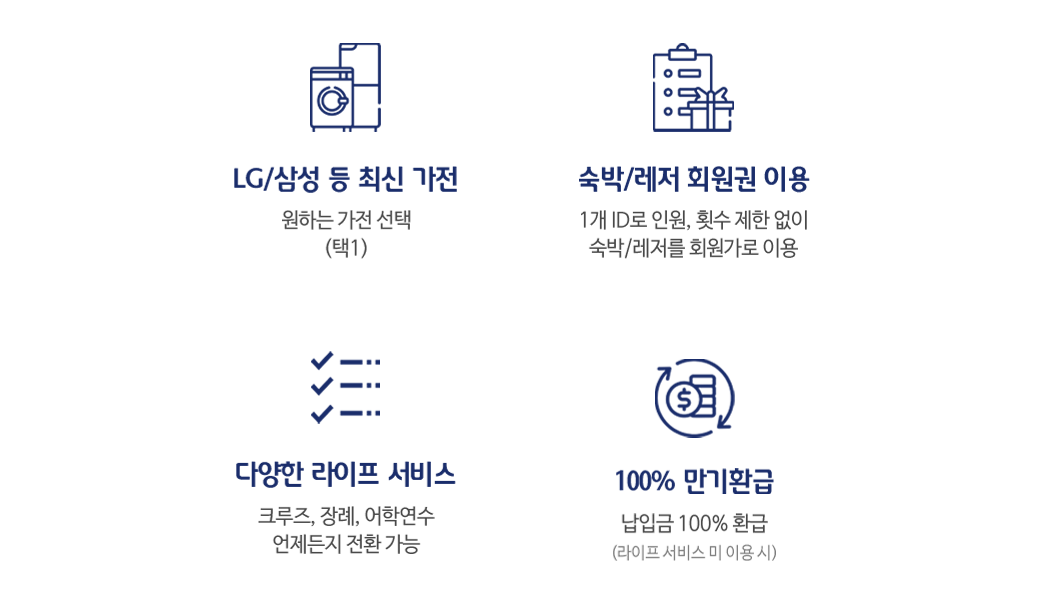 LG/삼성 등 최신 가전
원하는 가전 선택
(택1)
숙박/레저 회원권 이용
1개 ID로 인원, 횟수 제한 없이
숙박/레저를 회원가로 이용
다양한 라이프 서비스
크루즈, 장례, 어학연수
언제든지 전환 가능
100% 만기환급
납입금 100% 환급
(라이프 서비스 미 이용 시)